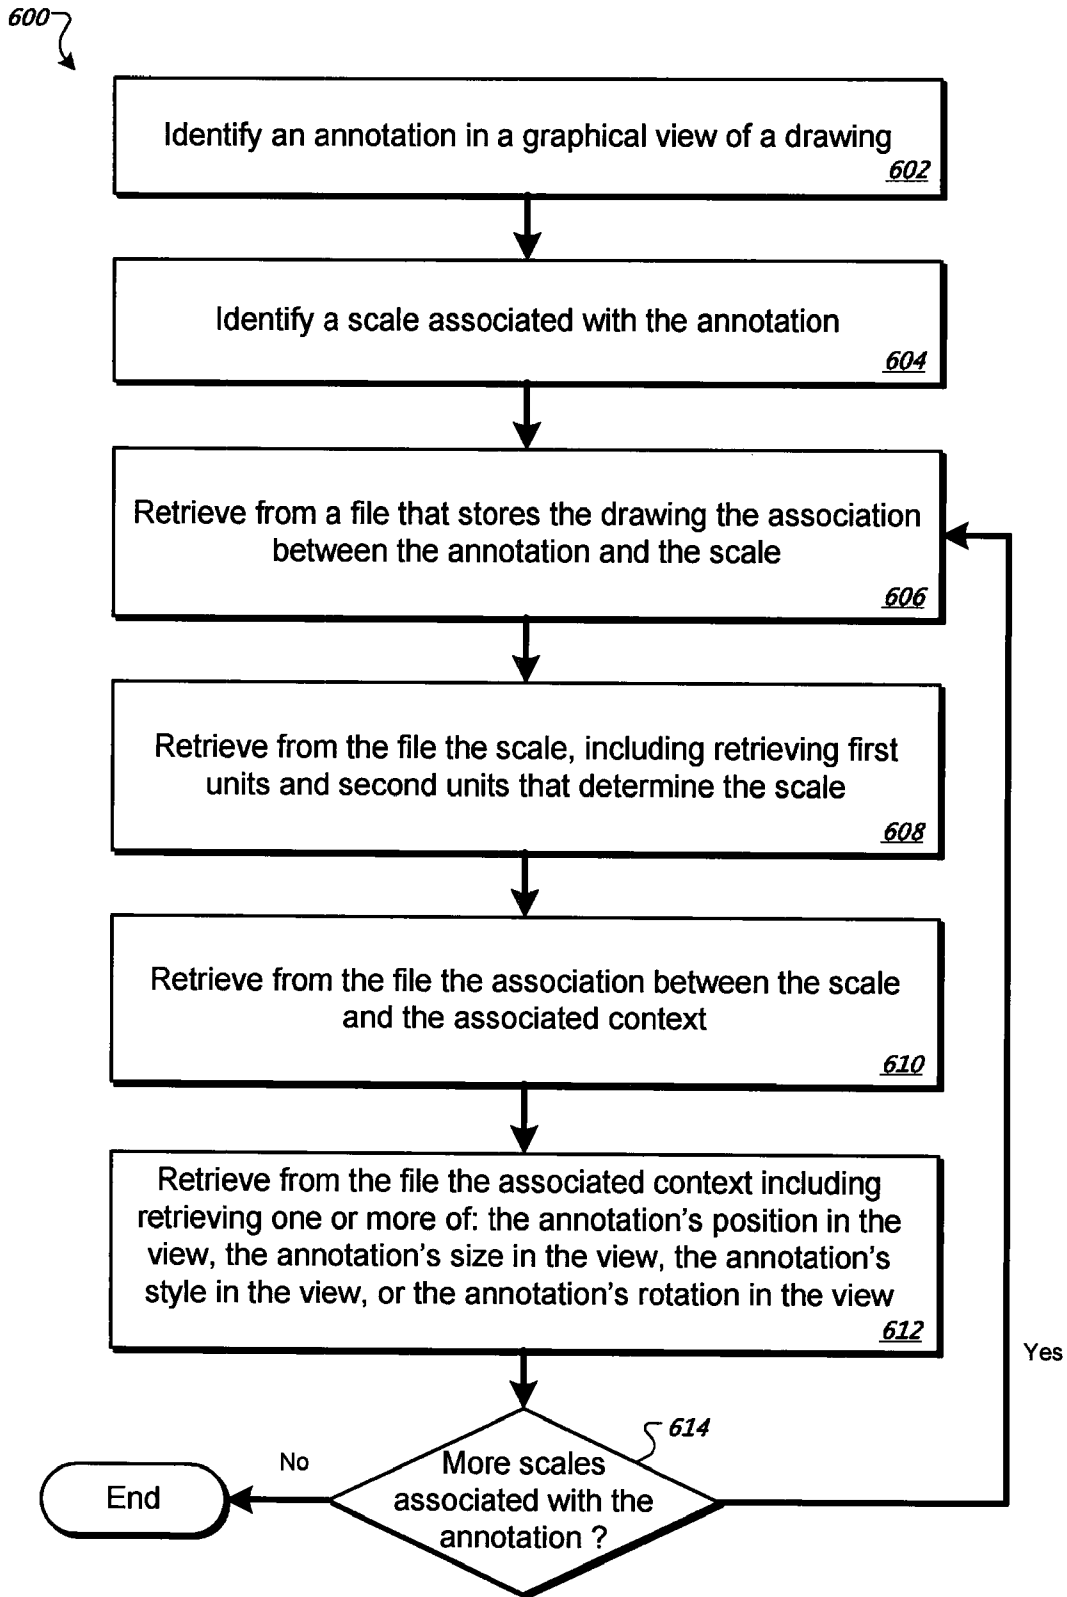 600
Identify an annotation in a graphical view of a drawing
602
Identify a scale associated with the annotation
604
Retrieve from a file that stores the drawing the association
between the annotation and the scale
606
Retrieve from the file the scale, including retrieving first
units and second units that determine the scale
608
Retrieve from the file the association between the scale
and the associated context
610
Retrieve from the file the associated context including
retrieving one or more of: the annotation's position in the
view, the annotation's size in the view, the annotation's
style in the view, or the annotation's rotation in the view
612
Yes
614
No
More scales
associated with the
annotation ?
End